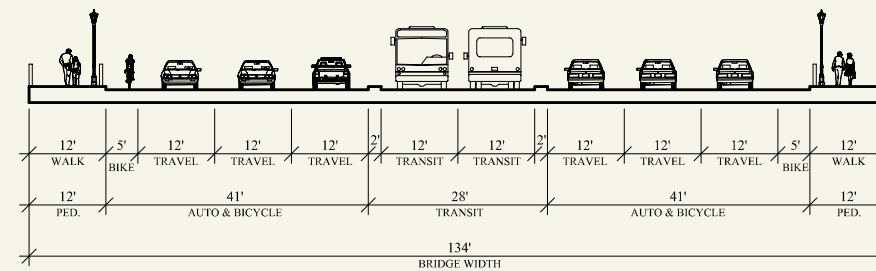 12' 5' 12' 12' 12' 2' 12' 12' 2' 12' 12' 12' 5' 12'
WALK BIKE TRAVEL TRAVEL TRAVEL TRANSIT TRANSIT TRAVEL TRAVEL TRAVEL BIKE WALK
12' 41' 28' 41' 12'
PED. AUTO & BICYCLE TRANSIT AUTO & BICYCLE PED.
134'
BRIDGE WIDTH